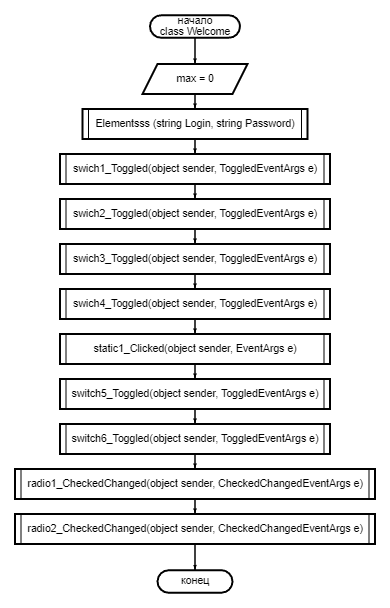 начало
class Welcome
max = 0
Elementsss (string Login, string Password)
swich1_Toggled(object sender, ToggledEventArgs e)
swich2_Toggled(object sender, ToggledEventArgs e)
swich3_Toggled(object sender, ToggledEventArgs e)
swich4_Toggled(object sender, ToggledEventArgs e)
static1_Clicked(object sender, EventArgs e)
switch5_Toggled(object sender, ToggledEventArgs e)
switch6_Toggled(object sender, ToggledEventArgs e)
radio1_CheckedChanged(object sender, CheckedChangedEventArgs e)
radio2_CheckedChanged(object sender, CheckedChangedEventArgs e)
конец